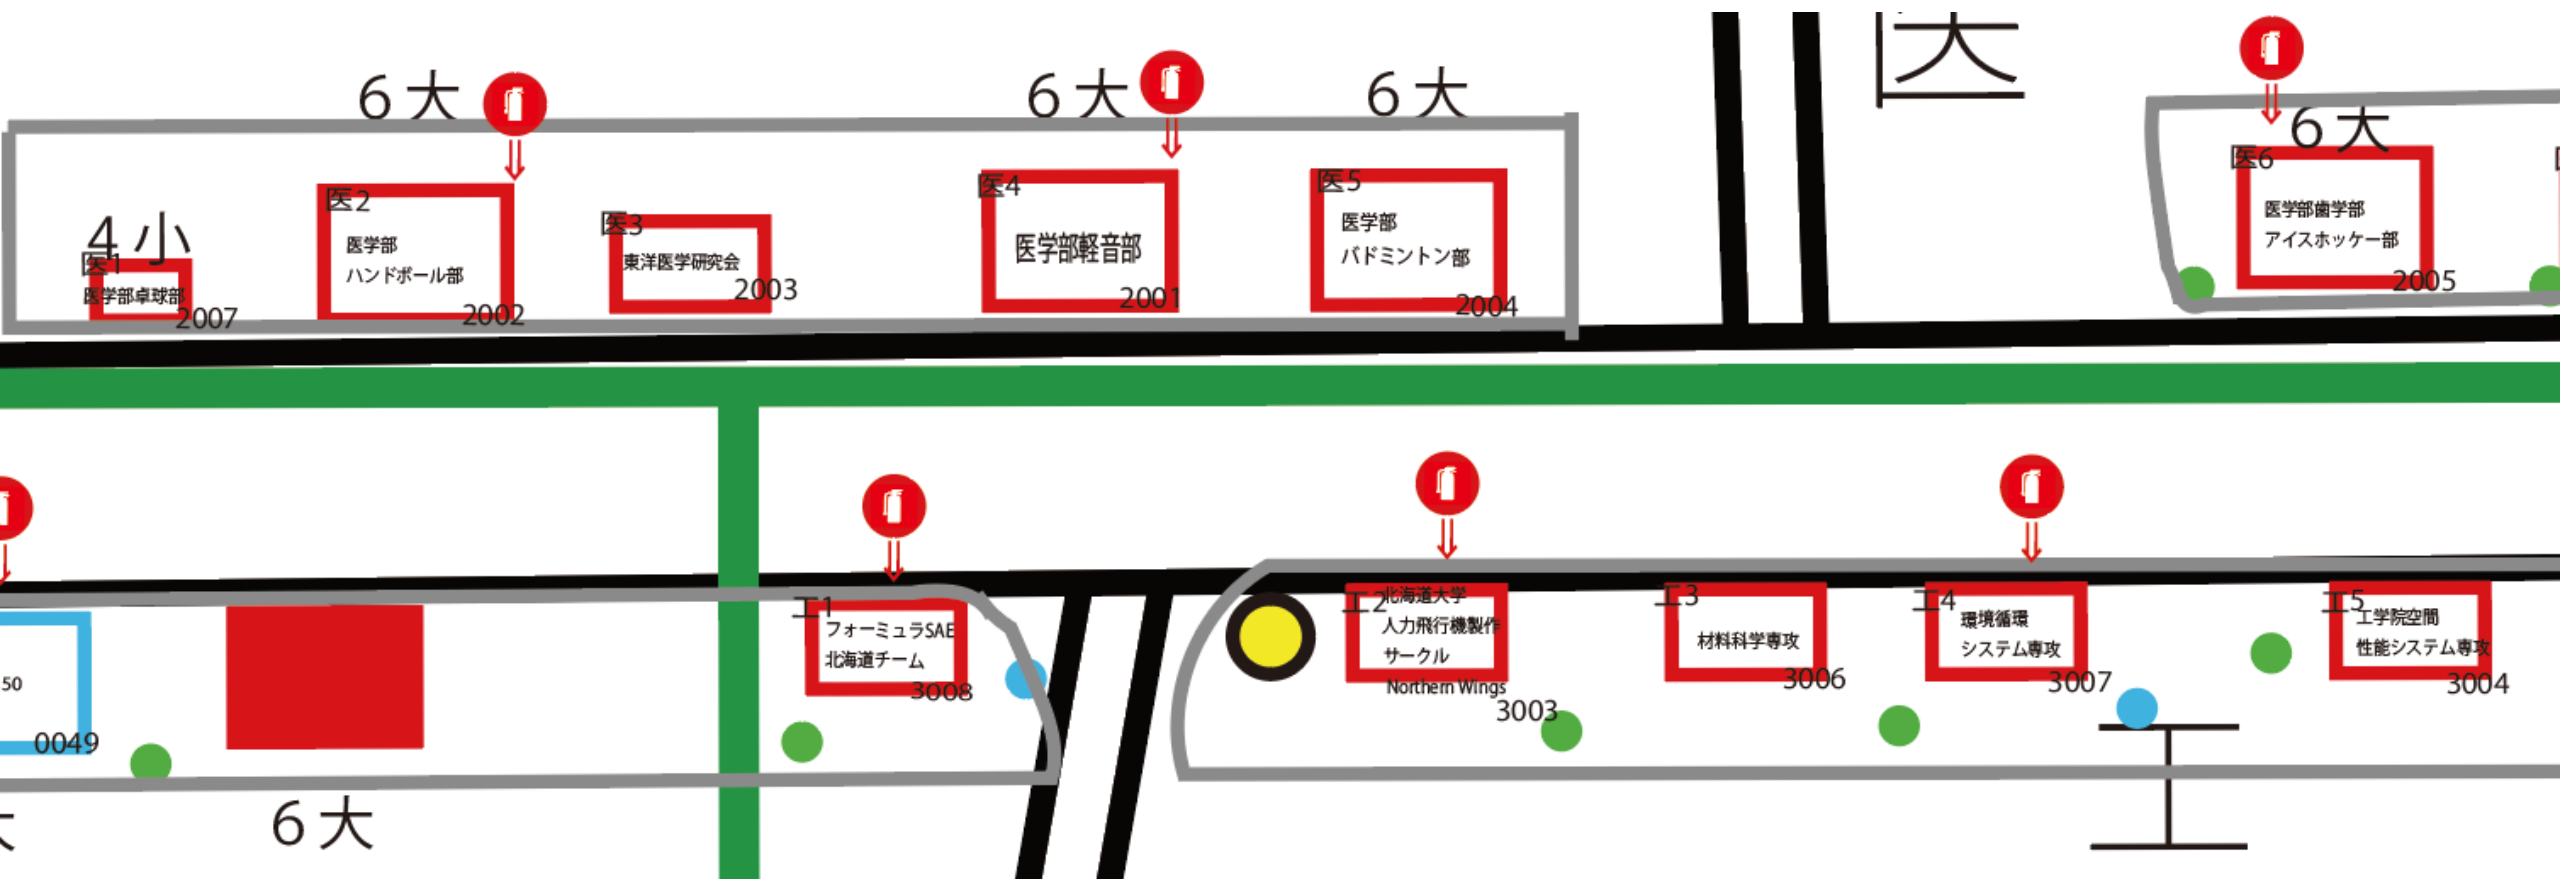 6大
6大
6大
医
6大
4小
医1
医学部卓球部
2007
医2
医学部
ハンドボール部
2002
医3
東洋医学研究会
2003
医4
医学部軽音部
2001
医5
医学部
バドミントン部
2004
医6
医学部歯学部
アイスホッケー部
2005
50
0049
6大
工1
フォーミュラSAE
北海道チーム
3008
工2
北海道大学
人力飛行機製作
サークル
Northern Wings
3003
工3
材料科学専攻
3006
工4
環境循環
システム専攻
3007
工5
工学院空間
性能システム専攻
3004
工